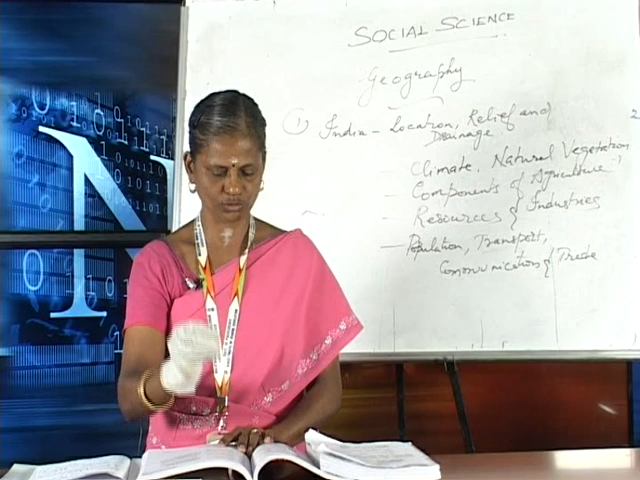 SOCIAL SCIENCE
Geography
① India - Location, Relief and
Drainage.
- Climate, Natural Vegetation
- Components of Agriculture
- Resources & Industries
- Population, Transport,
Communication & Trade
2
N